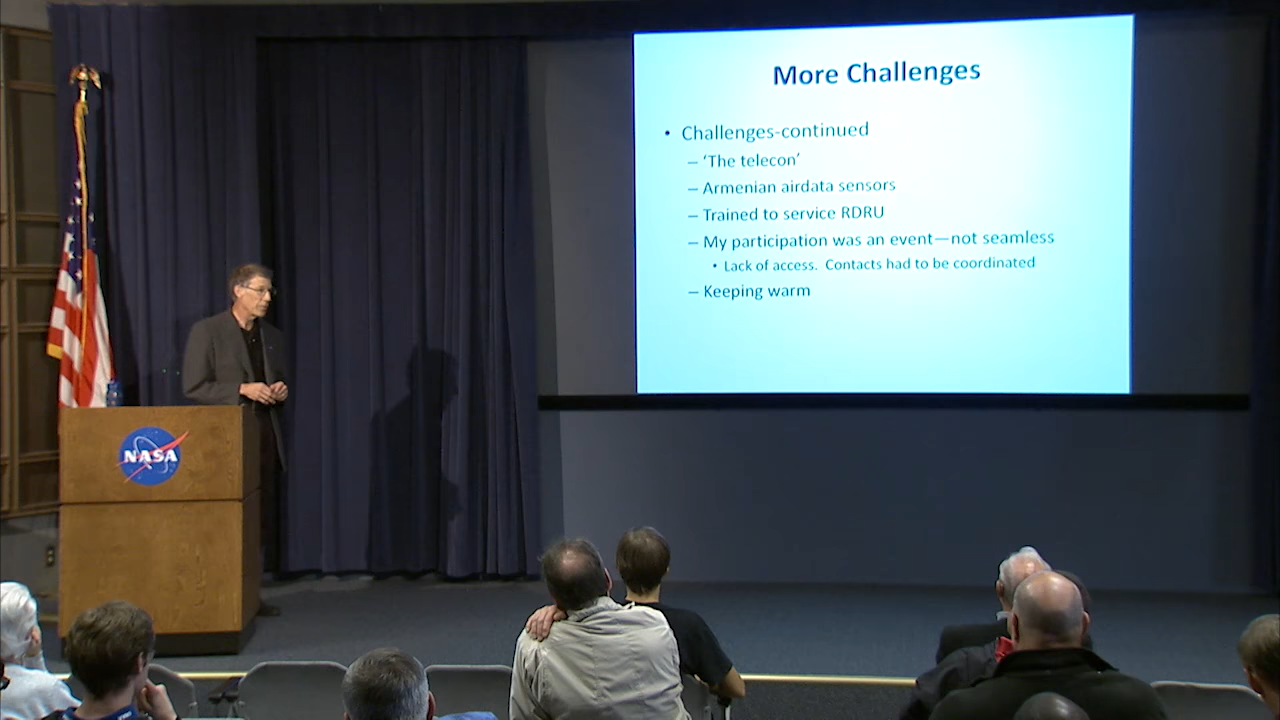 More Challenges
• Challenges-continued
– ‘The telecon’
– Armenian airdata sensors
– Trained to service RDRU
– My participation was an event—not seamless
• Lack of access.  Contacts had to be coordinated
– Keeping warm
NASA